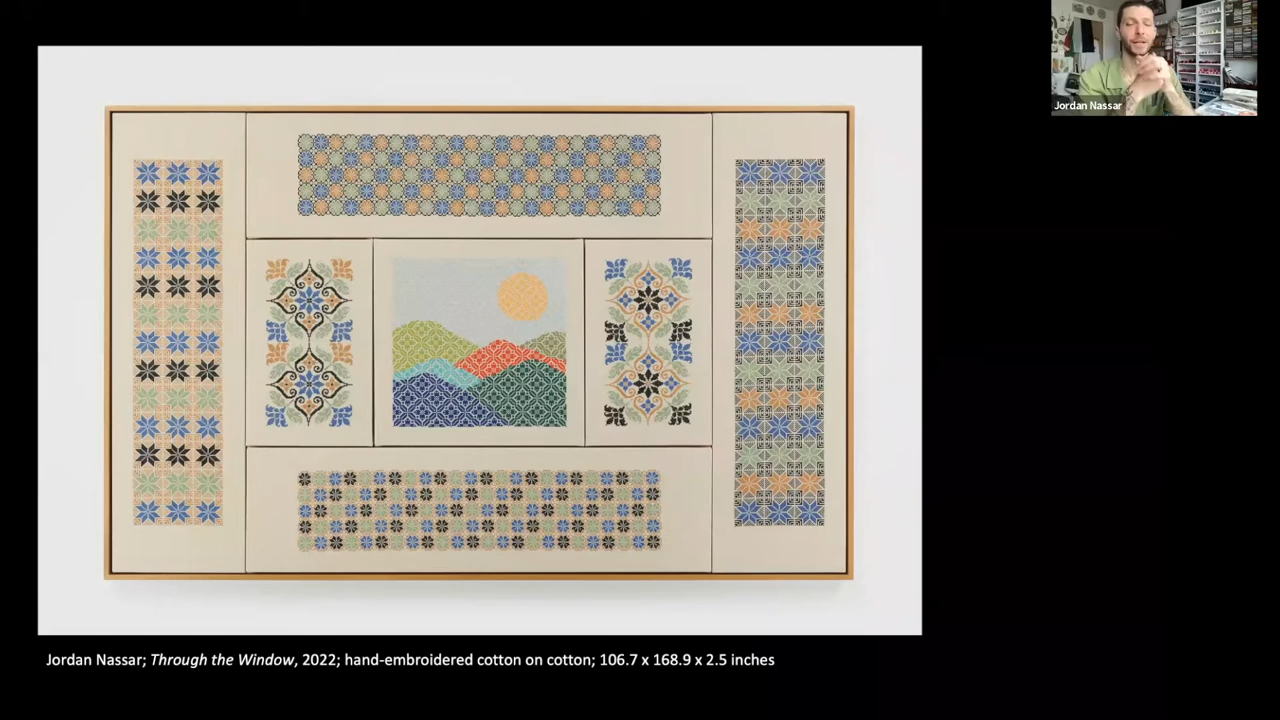 Jordan Nassar
Jordan Nassar; Through the Window, 2022; hand-embroidered cotton on cotton; 106.7 x 168.9 x 2.5 inches